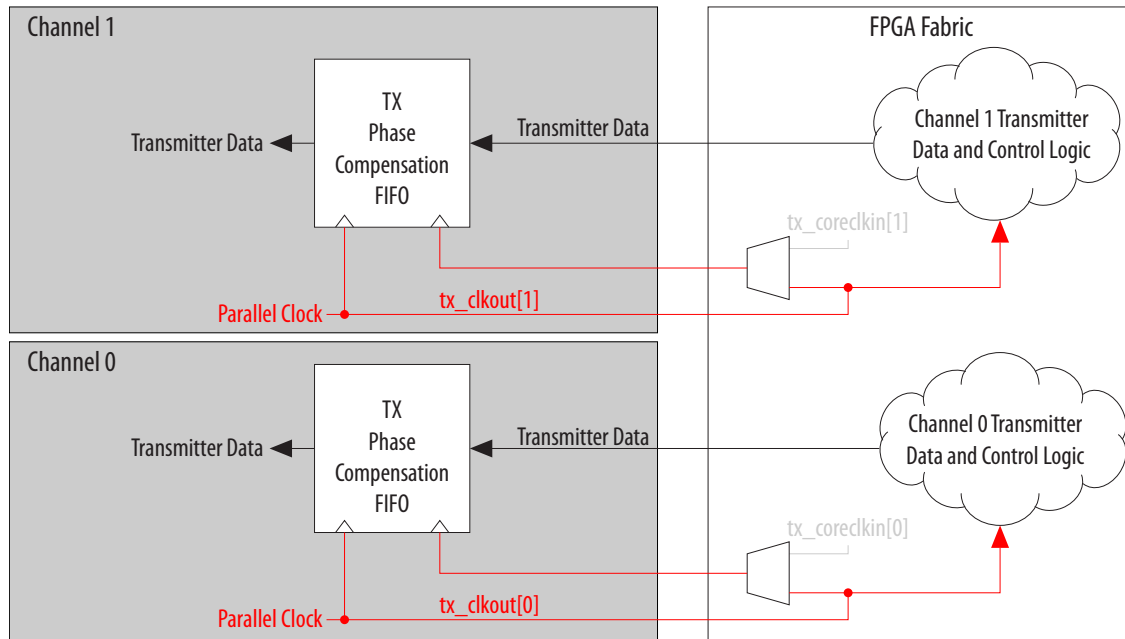 Channel 1
FPGA Fabric
TX
Phase
Compensation
FIFO
Transmitter Data
Transmitter Data
Channel 1 Transmitter
Data and Control Logic
tx_coreclkin[1]
tx_clkout[1]
Parallel Clock
Channel 0
TX
Phase
Compensation
FIFO
Transmitter Data
Transmitter Data
Channel 0 Transmitter
Data and Control Logic
tx_coreclkin[0]
tx_clkout[0]
Parallel Clock